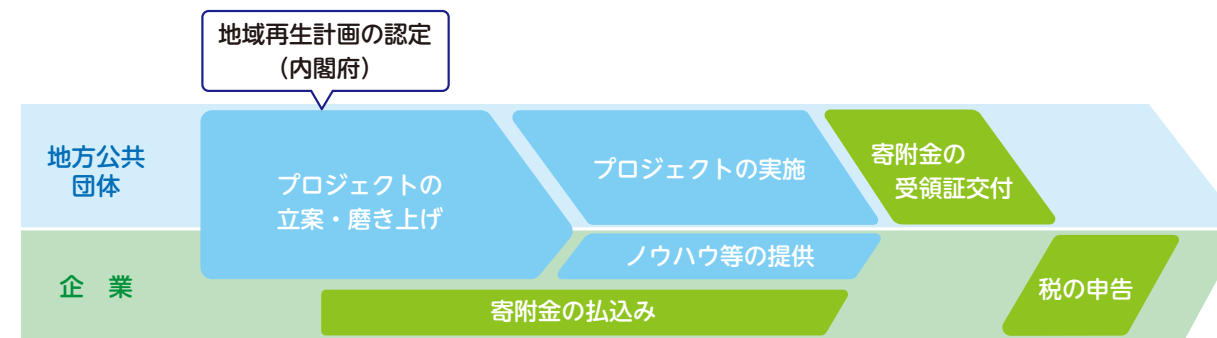 地域再生計画の認定
（内閣府）
地方公共
団体
プロジェクトの
立案・磨き上げ
プロジェクトの実施
寄附金の
受領証交付
企　業
ノウハウ等の提供
寄附金の払込み
税の申告